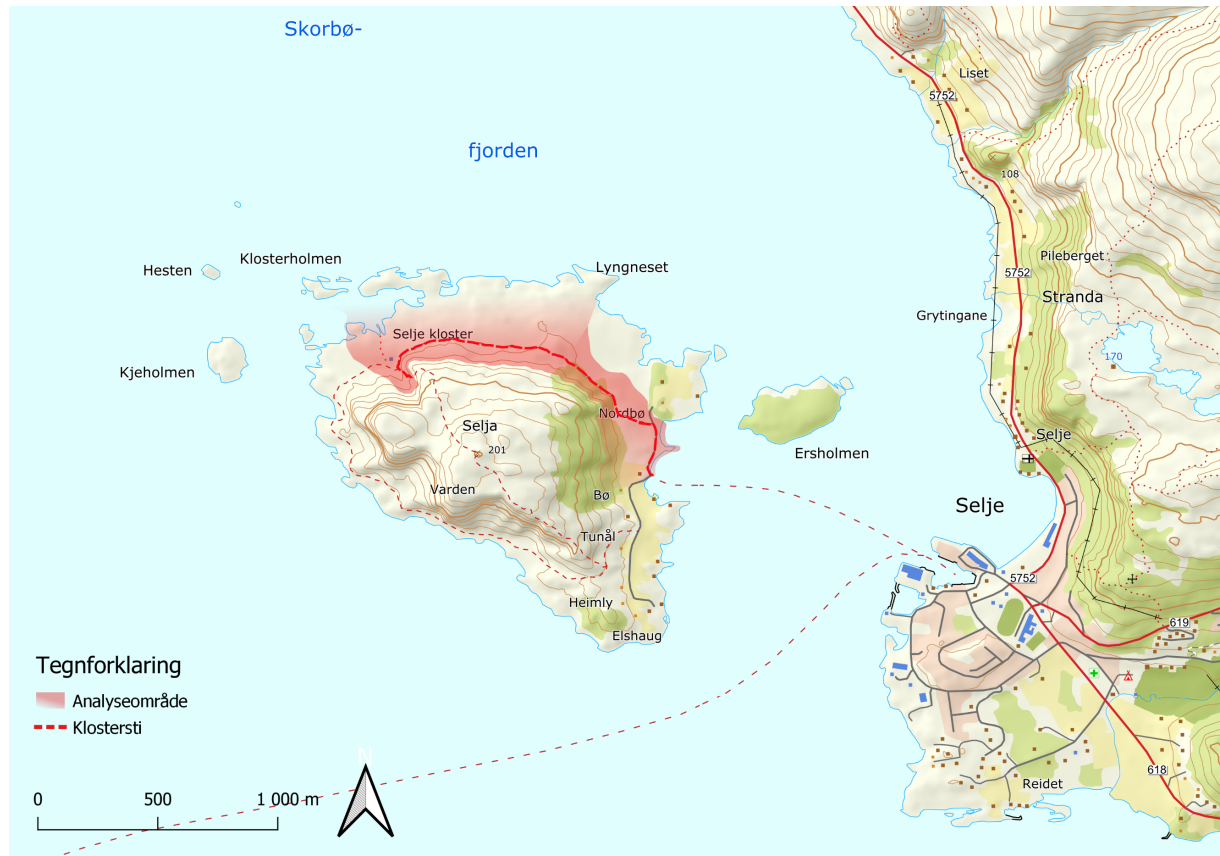 Skorbø-
Liset
5752
fjorden
108
Pileberget
Klosterholmen
Hesten
Lyngneset
5752
Stranda
Grytingane
Selje kloster
170
Kjeholmen
Nordbø
Selja
201
Selje
Ersholmen
Varden
Bø
Selje
Tunål
5752
Heimly
619
Elshaug
Tegnforklaring
Analyseområde
Klostersti
N
618
Reidet
0 500 1 000 m